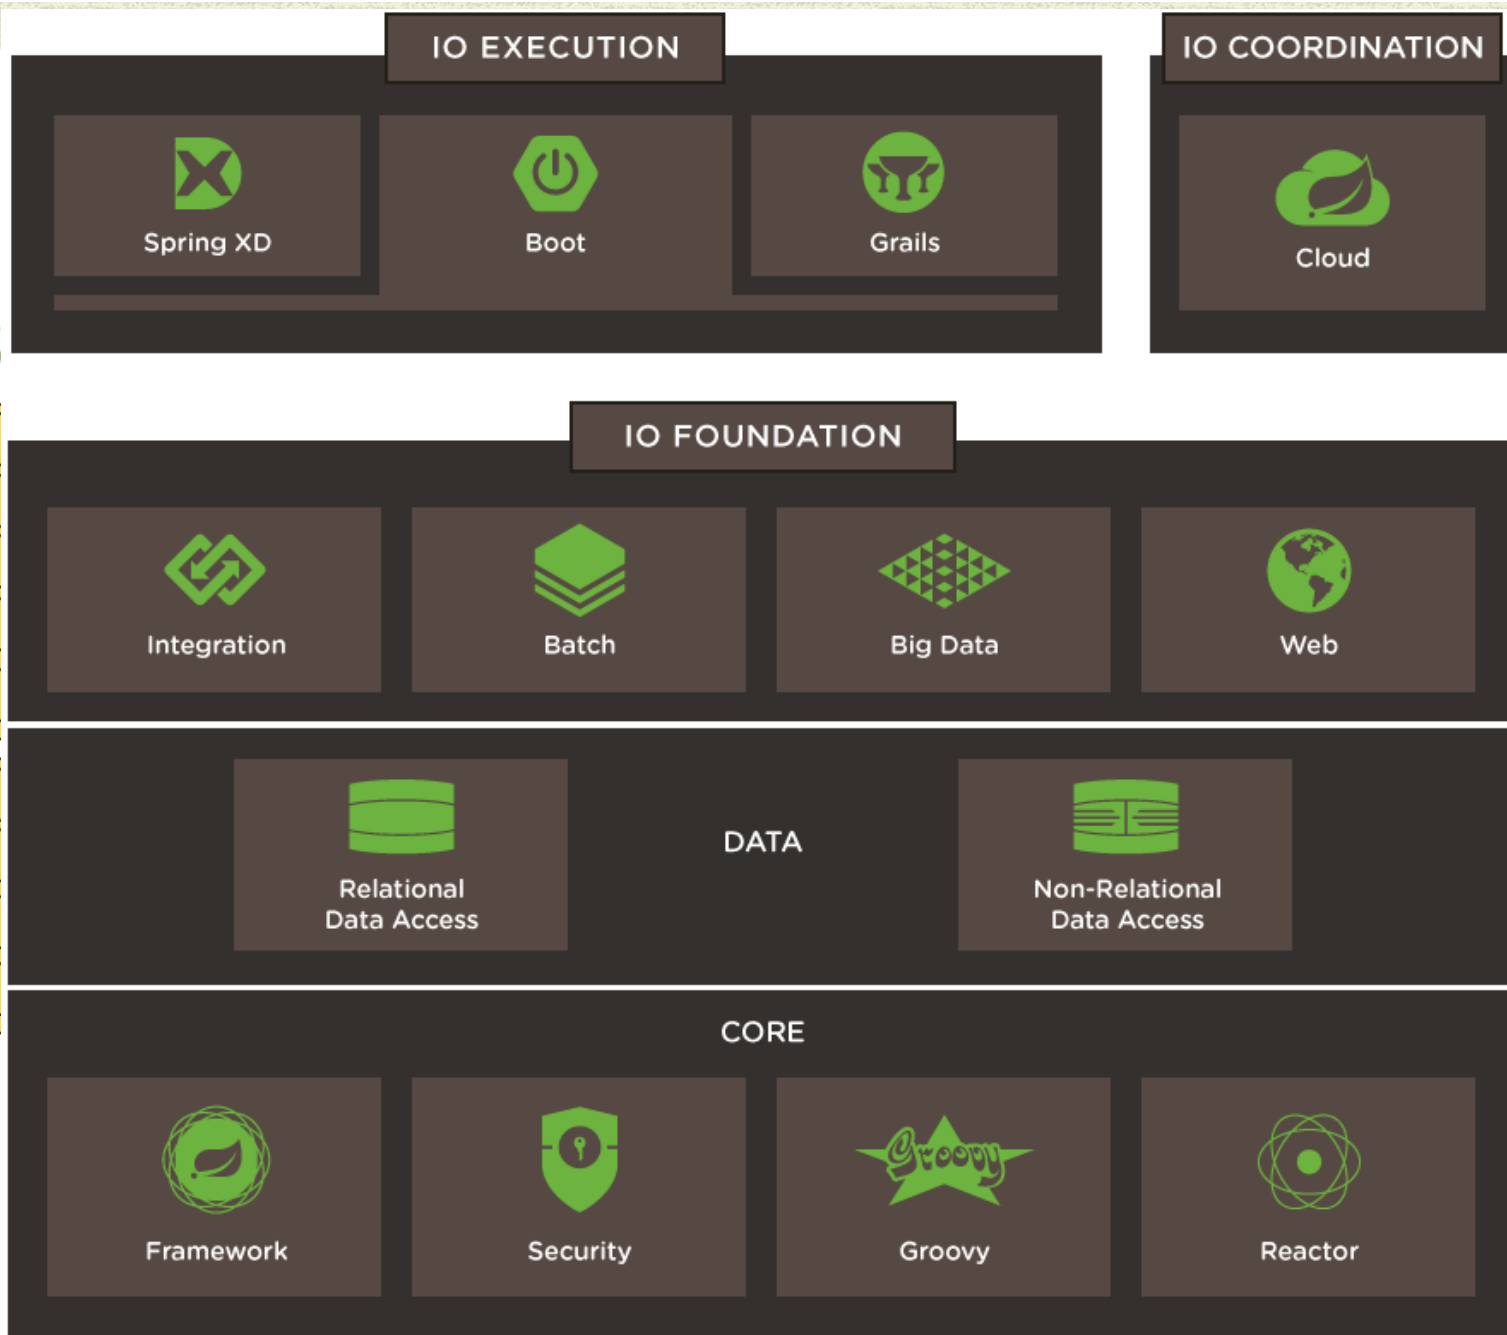 IO EXECUTION
IO COORDINATION
Spring XD
Boot
Grails
Cloud
IO FOUNDATION
Integration
Batch
Big Data
Web
Relational
Data Access
DATA
Non-Relational
Data Access
CORE
Framework
Security
Groovy
Groovy
Reactor